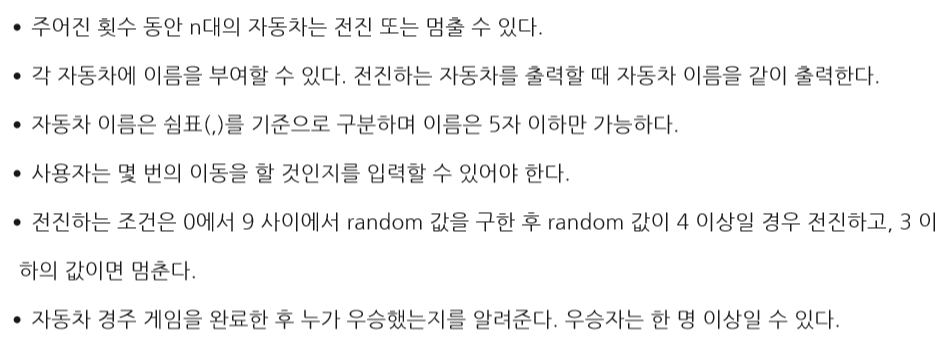 • 주어진 횟수 동안 n대의 자동차는 전진 또는 멈출 수 있다.
• 각 자동차에 이름을 부여할 수 있다. 전진하는 자동차를 출력할 때 자동차 이름을 같이 출력한다.
• 자동차 이름은 쉼표(,)를 기준으로 구분하며 이름은 5자 이하만 가능하다.
• 사용자는 몇 번의 이동을 할 것인지를 입력할 수 있어야 한다.
• 전진하는 조건은 0에서 9 사이에서 random 값을 구한 후 random 값이 4 이상일 경우 전진하고, 3 이
하의 값이면 멈춘다.
• 자동차 경주 게임을 완료한 후 누가 우승했는지를 알려준다. 우승자는 한 명 이상일 수 있다.